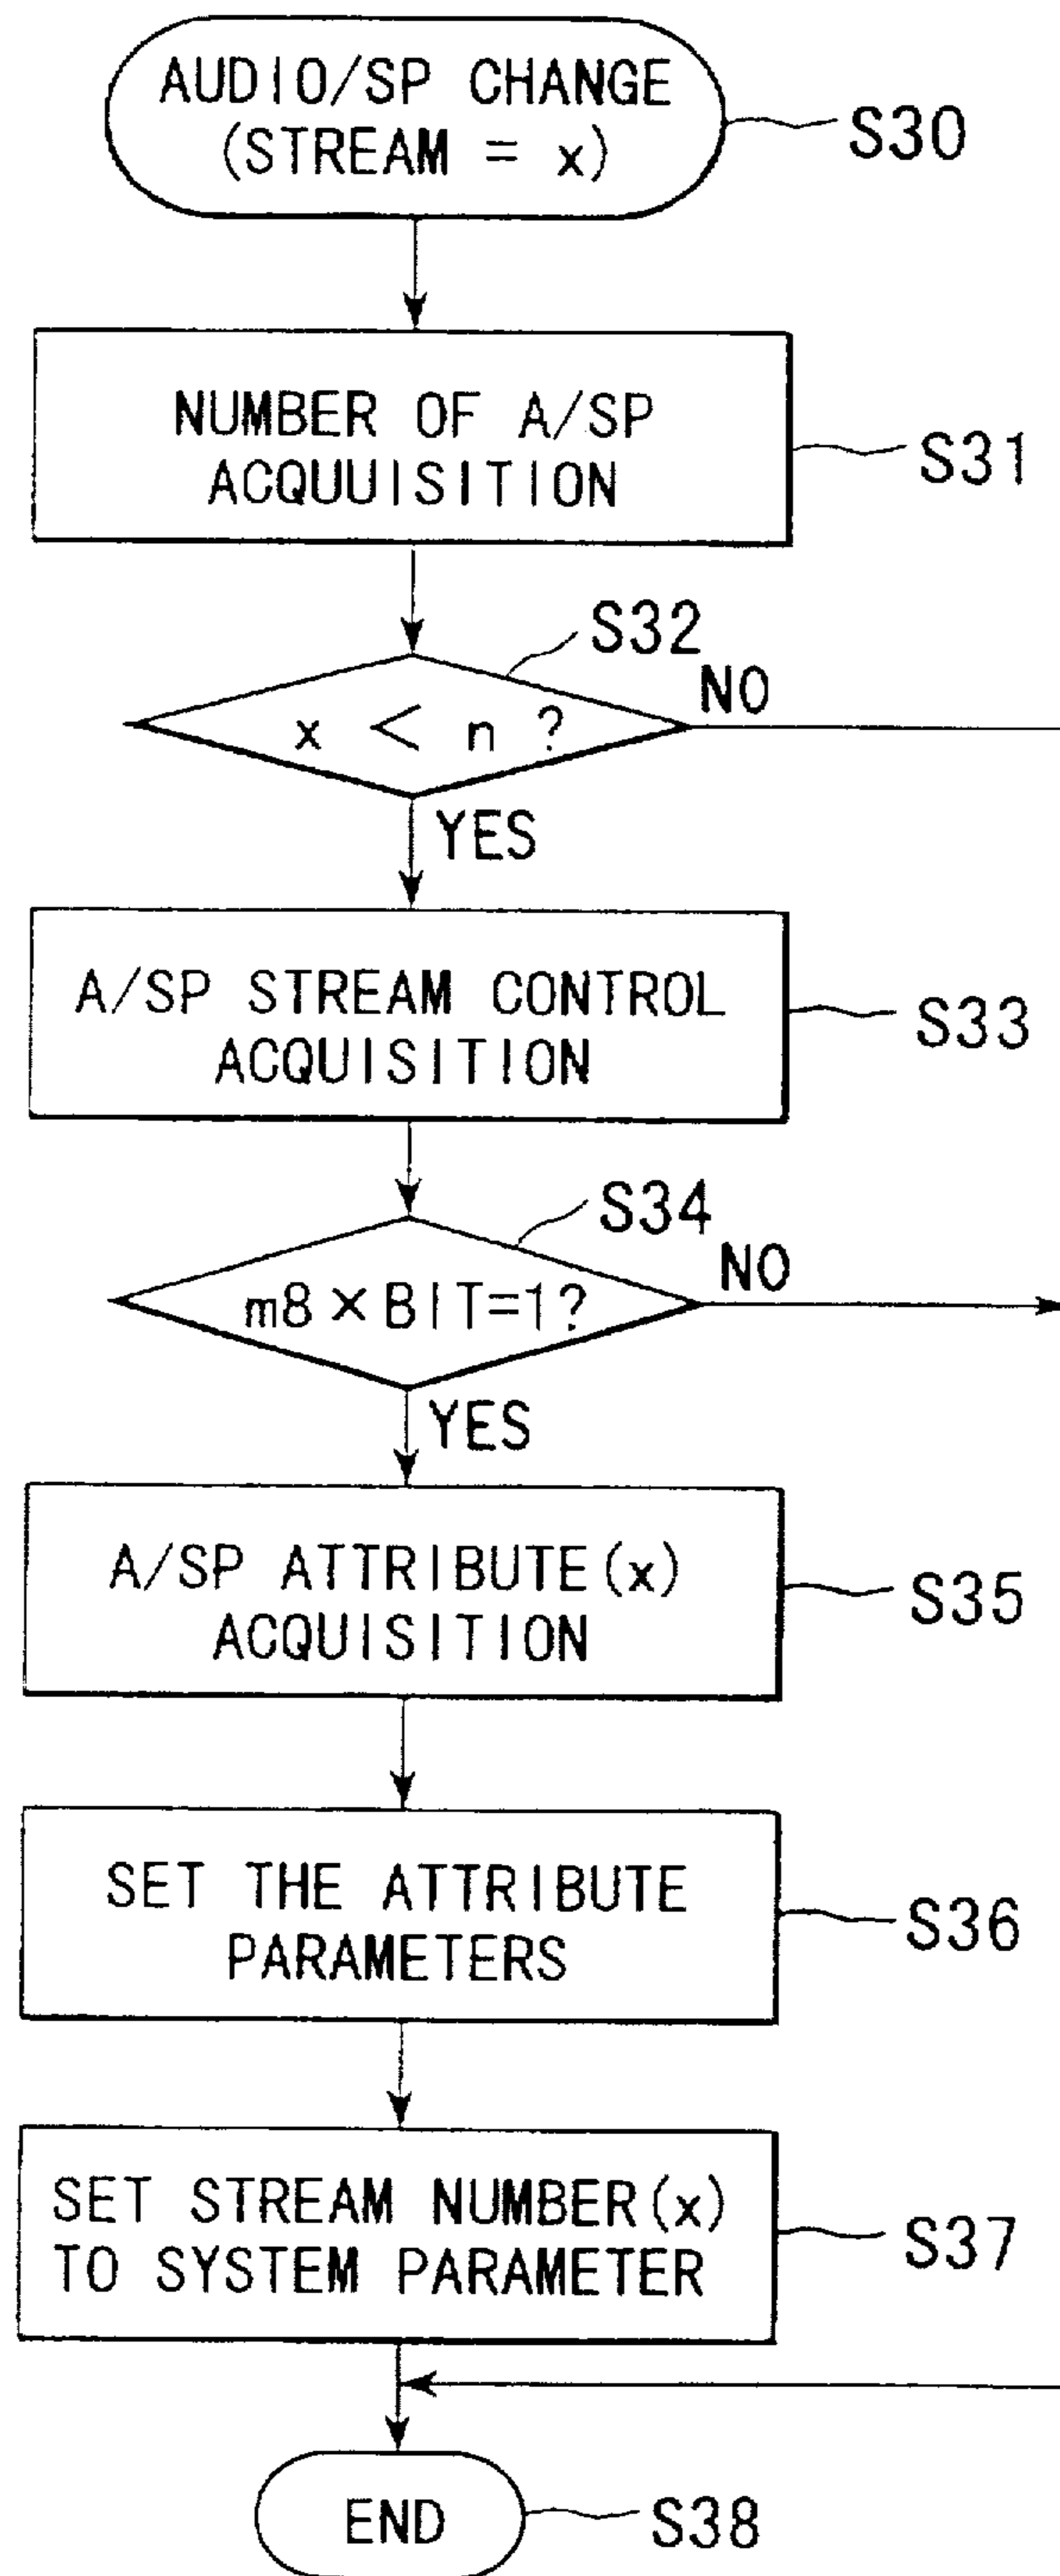 AUDIO/SP CHANGE
(STREAM = x)
S30
NUMBER OF A/SP
ACQUUISITION
S31
S32
x < n ?
NO
YES
A/SP STREAM CONTROL
ACQUISITION
S33
S34
m8×BIT=1?
NO
YES
A/SP ATTRIBUTE(x)
ACQUISITION
S35
SET THE ATTRIBUTE
PARAMETERS
S36
SET STREAM NUMBER(x)
TO SYSTEM PARAMETER
S37
END
S38